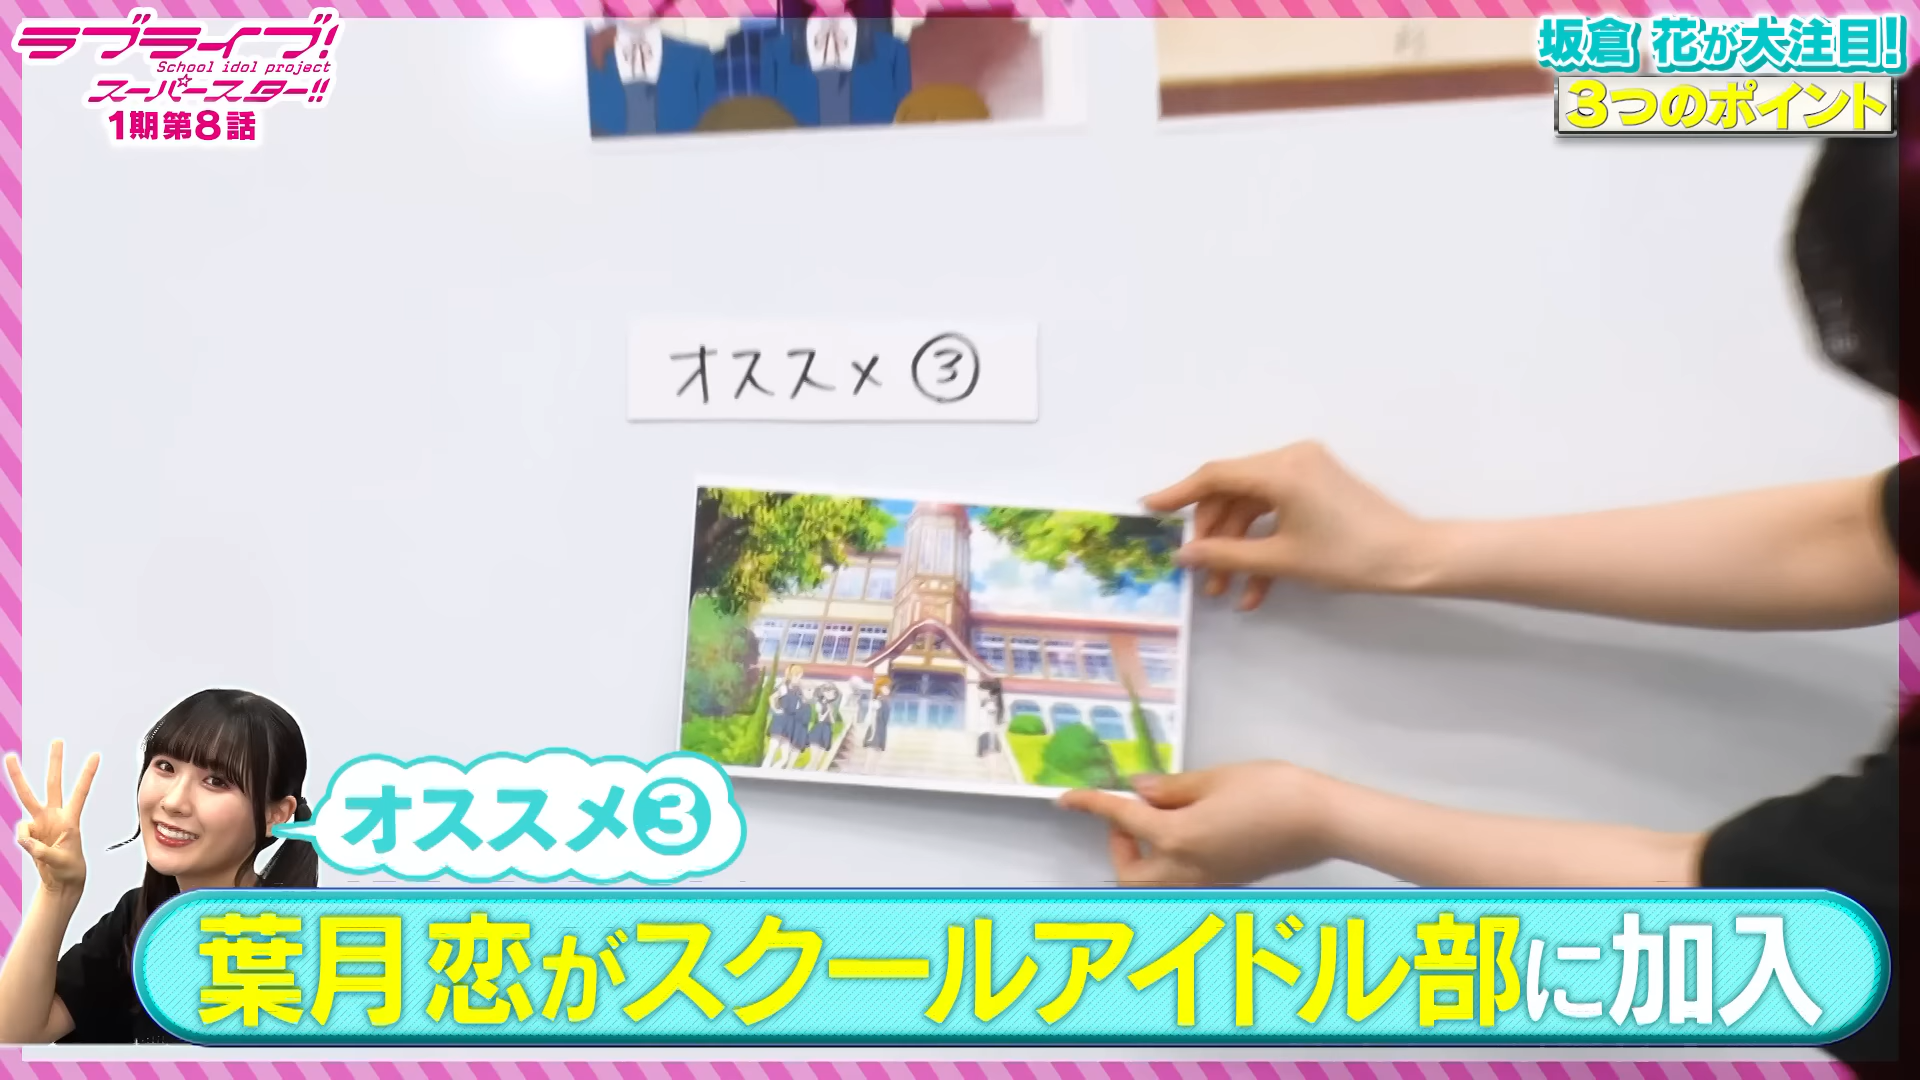 ラブライブ!
School idol project
スーパースター!!
1期第8話
坂倉 花が大注目!
3つのポイント
オススメ③
オススメ③
葉月 恋がスクールアイドル部に加入